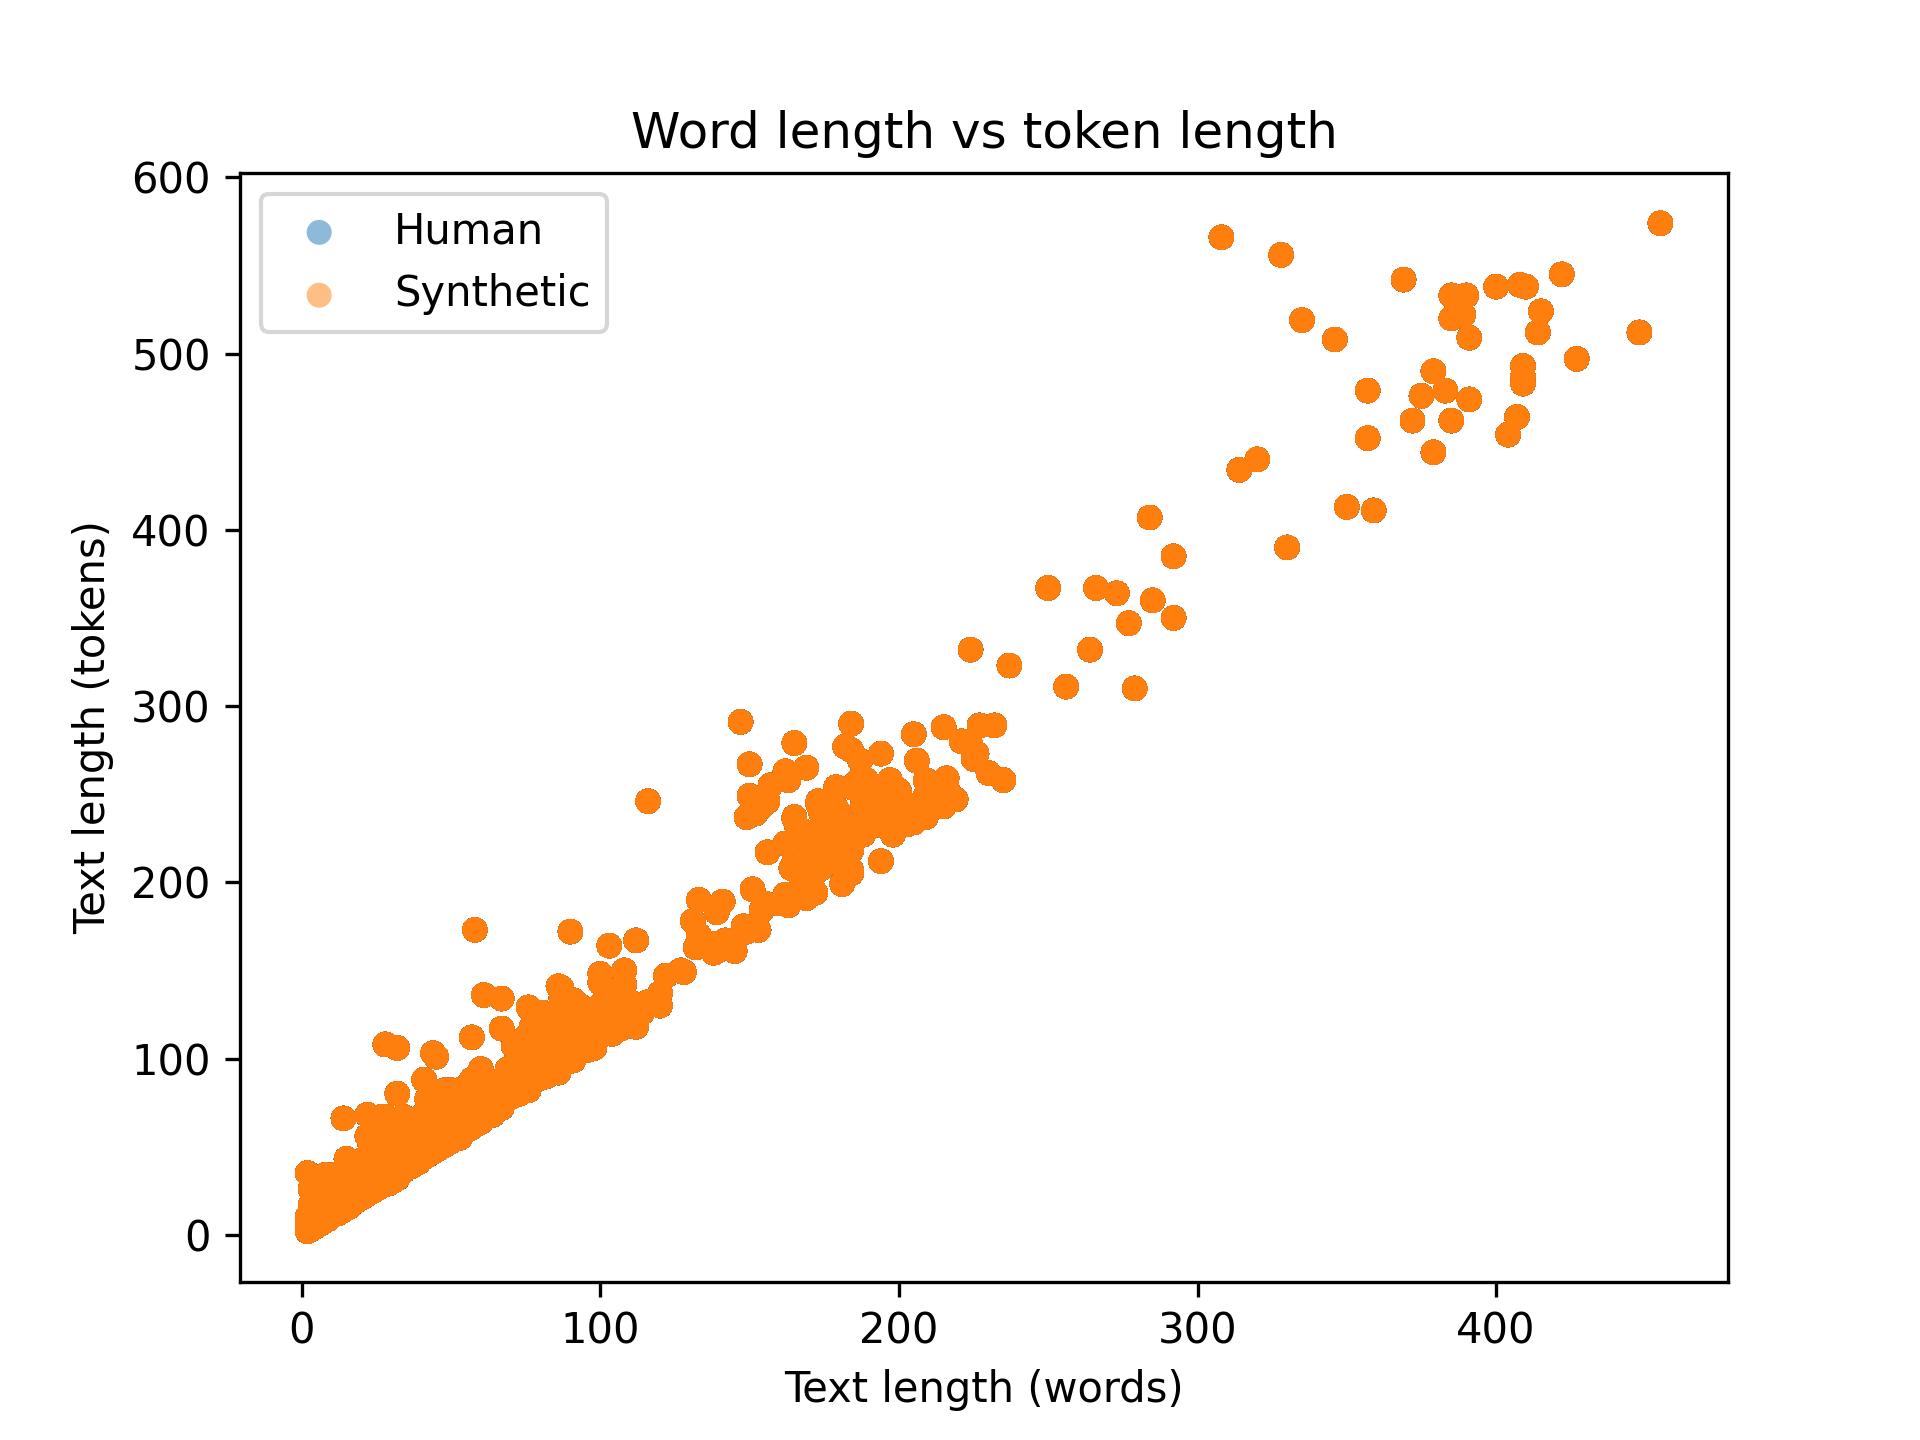 Word length vs token length
Human
Synthetic
600
500
400
300
200
100
0
Text length (tokens)
0 100 200 300 400
Text length (words)